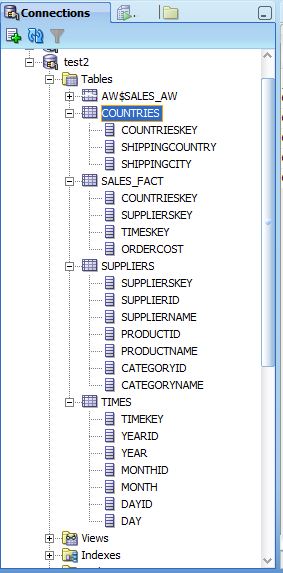 Connections
test2
Tables
AW$SALES_AW
COUNTRIES
COUNTRIESKEY
SHIPPINGCOUNTRY
SHIPPINGCITY
SALES_FACT
COUNTRIESKEY
SUPPLIERSKEY
TIMESKEY
ORDERCOST
SUPPLIERS
SUPPLIERSKEY
SUPPLIERID
SUPPLIERNAME
PRODUCTID
PRODUCTNAME
CATEGORYID
CATEGORYNAME
TIMES
TIMEKEY
YEARID
YEAR
MONTHID
MONTH
DAYID
DAY
Views
Indexes